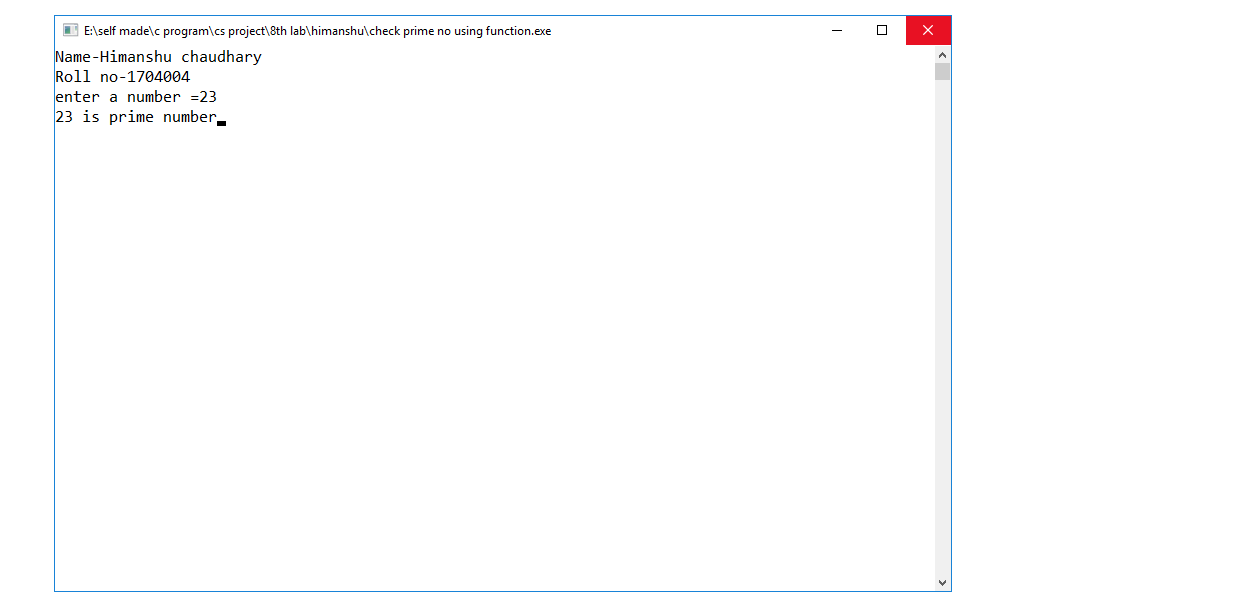 E:\self made\c program\cs project\8th lab\himanshu\check prime no using function.exe
Name-Himanshu chaudhary
Roll no-1704004
enter a number =23
23 is prime number